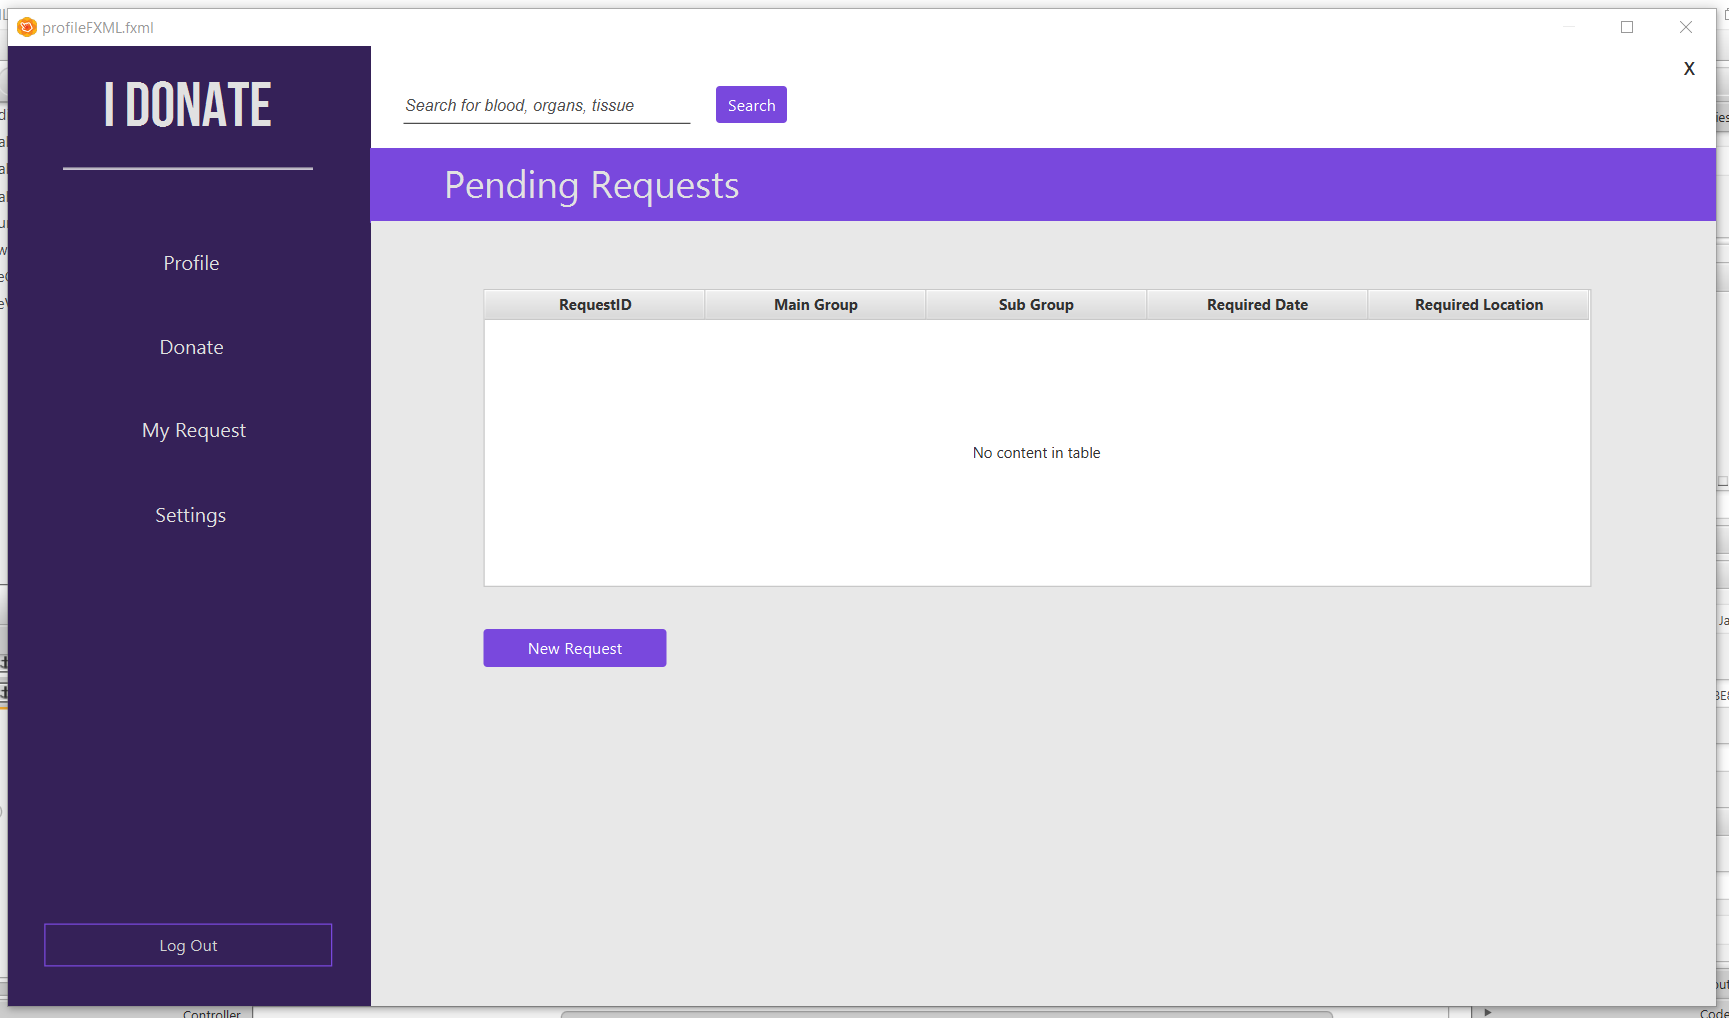 profileFXML.fxml
X
I DONATE
Search for blood, organs, tissue
Search
Pending Requests
Profile
Donate
My Request
Settings
RequestID
Main Group
Sub Group
Required Date
Required Location
No content in table
New Request
Log Out
Controller
Code